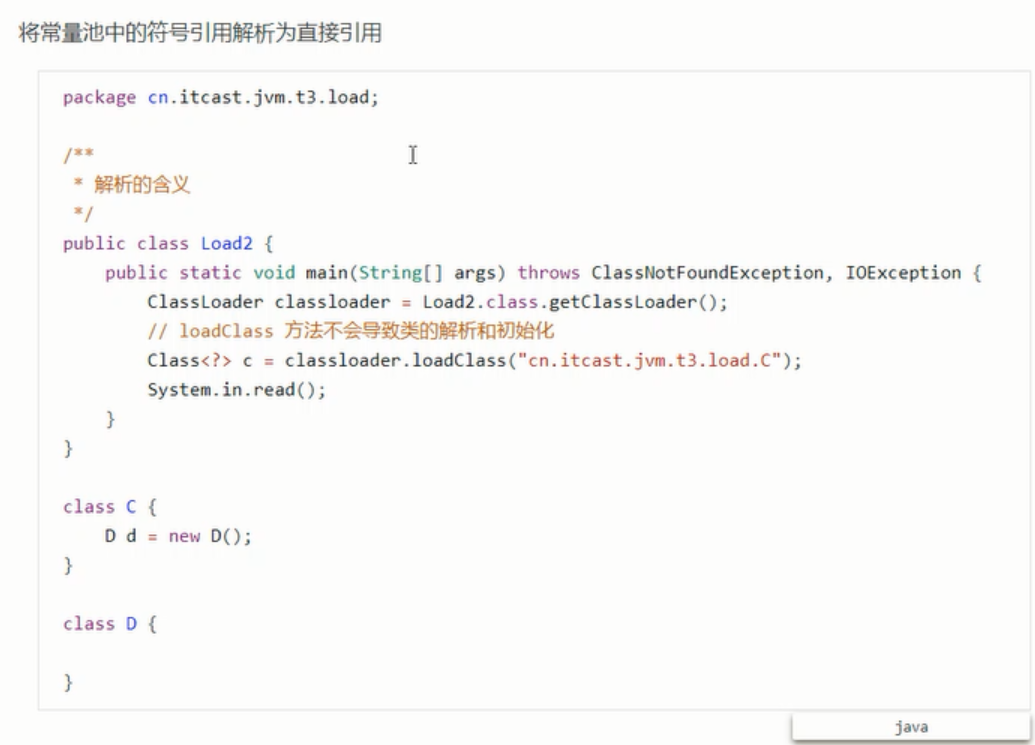 将常量池中的符号引用解析为直接引用
package cn.itcast.jvm.t3.load;
/**
 * 解析的含义
 */
public class Load2 {
    public static void main(String[] args) throws ClassNotFoundException, IOException {
        ClassLoader classloader = Load2.class.getClassLoader();
        // loadClass 方法不会导致类的解析和初始化
        Class<?> c = classloader.loadClass("cn.itcast.jvm.t3.load.C");
        System.in.read();
    }
}
class C {
    D d = new D();
}
class D {
}
java